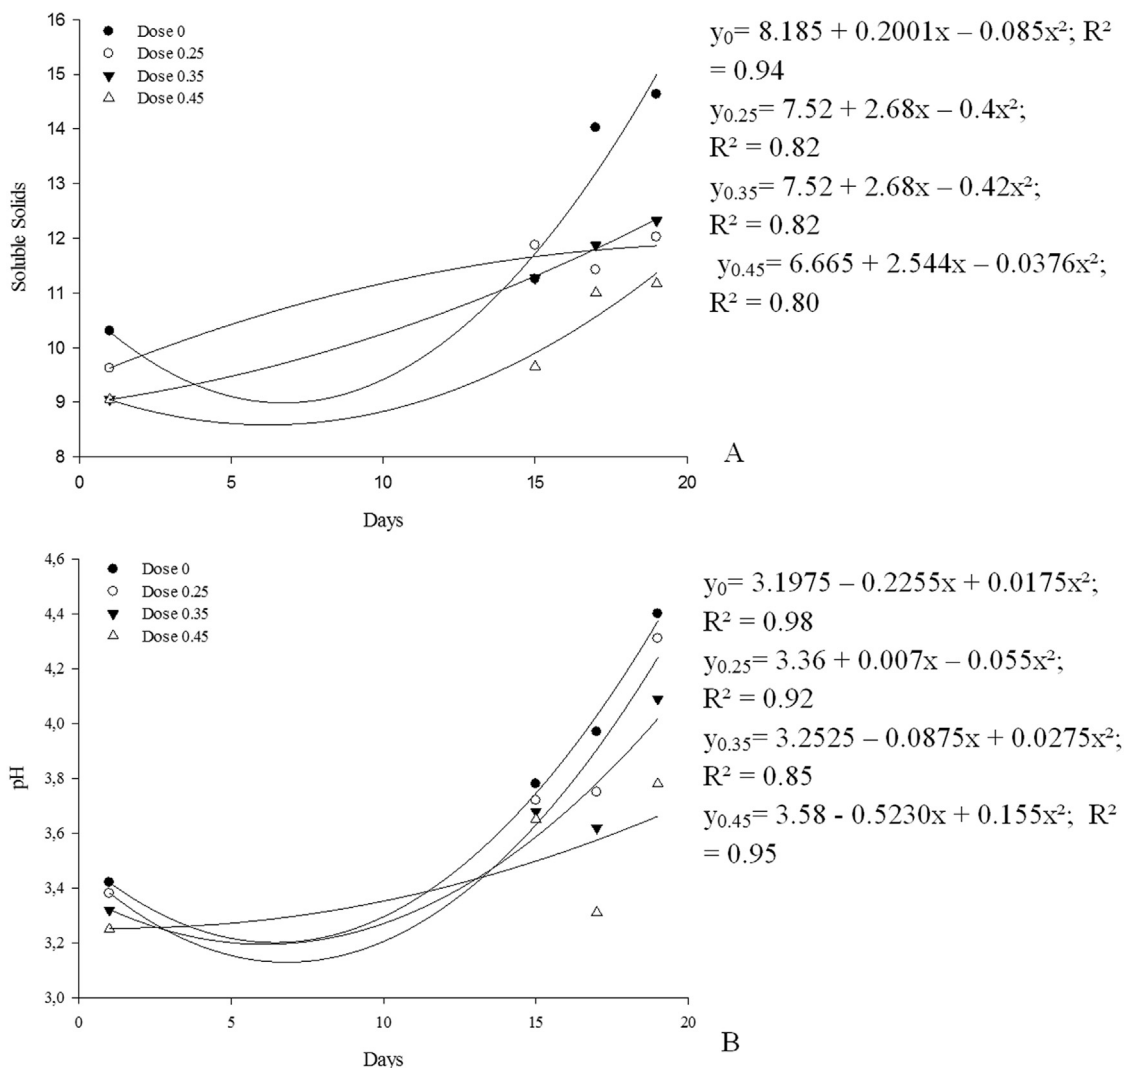 16
15
14
13
12
11
10
9
8
Soluble Solids
Dose 0
Dose 0.25
Dose 0.35
Dose 0.45
0 5 10 15 20
Days
y₀= 8.185 + 0.2001x – 0.085x²; R²
= 0.94
y₀.₂₅= 7.52 + 2.68x – 0.4x²;
R² = 0.82
y₀.₃₅= 7.52 + 2.68x – 0.42x²;
R² = 0.82
y₀.₄₅= 6.665 + 2.544x – 0.0376x²;
R² = 0.80
A
4,6
4,4
4,2
4,0
3,8
3,6
3,4
3,2
3,0
pH
Dose 0
Dose 0.25
Dose 0.35
Dose 0.45
0 5 10 15 20
Days
y₀= 3.1975 – 0.2255x + 0.0175x²;
R² = 0.98
y₀.₂₅= 3.36 + 0.007x – 0.055x²;
R² = 0.92
y₀.₃₅= 3.2525 – 0.0875x + 0.0275x²;
R² = 0.85
y₀.₄₅= 3.58 - 0.5230x + 0.155x²; R²
= 0.95
B